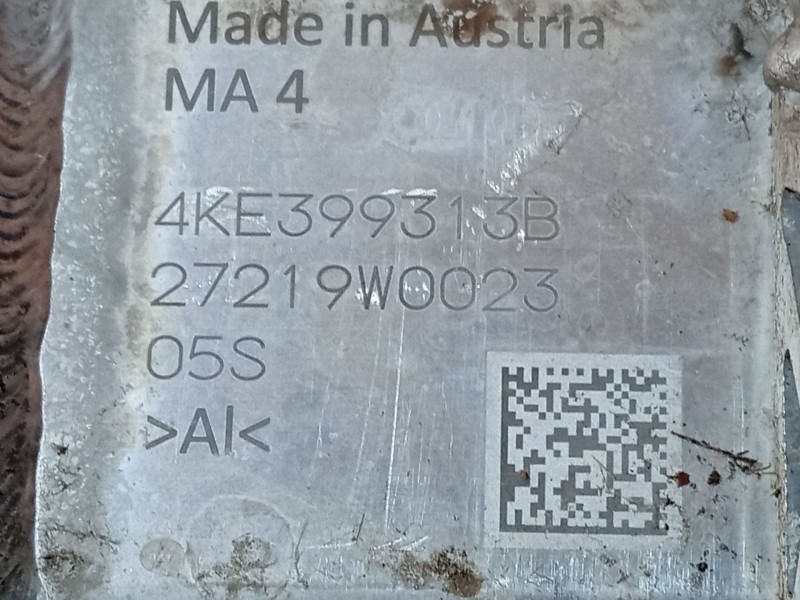 Made in Austria
MA 4
4KE399313B
27219W0023
05S
>Al<